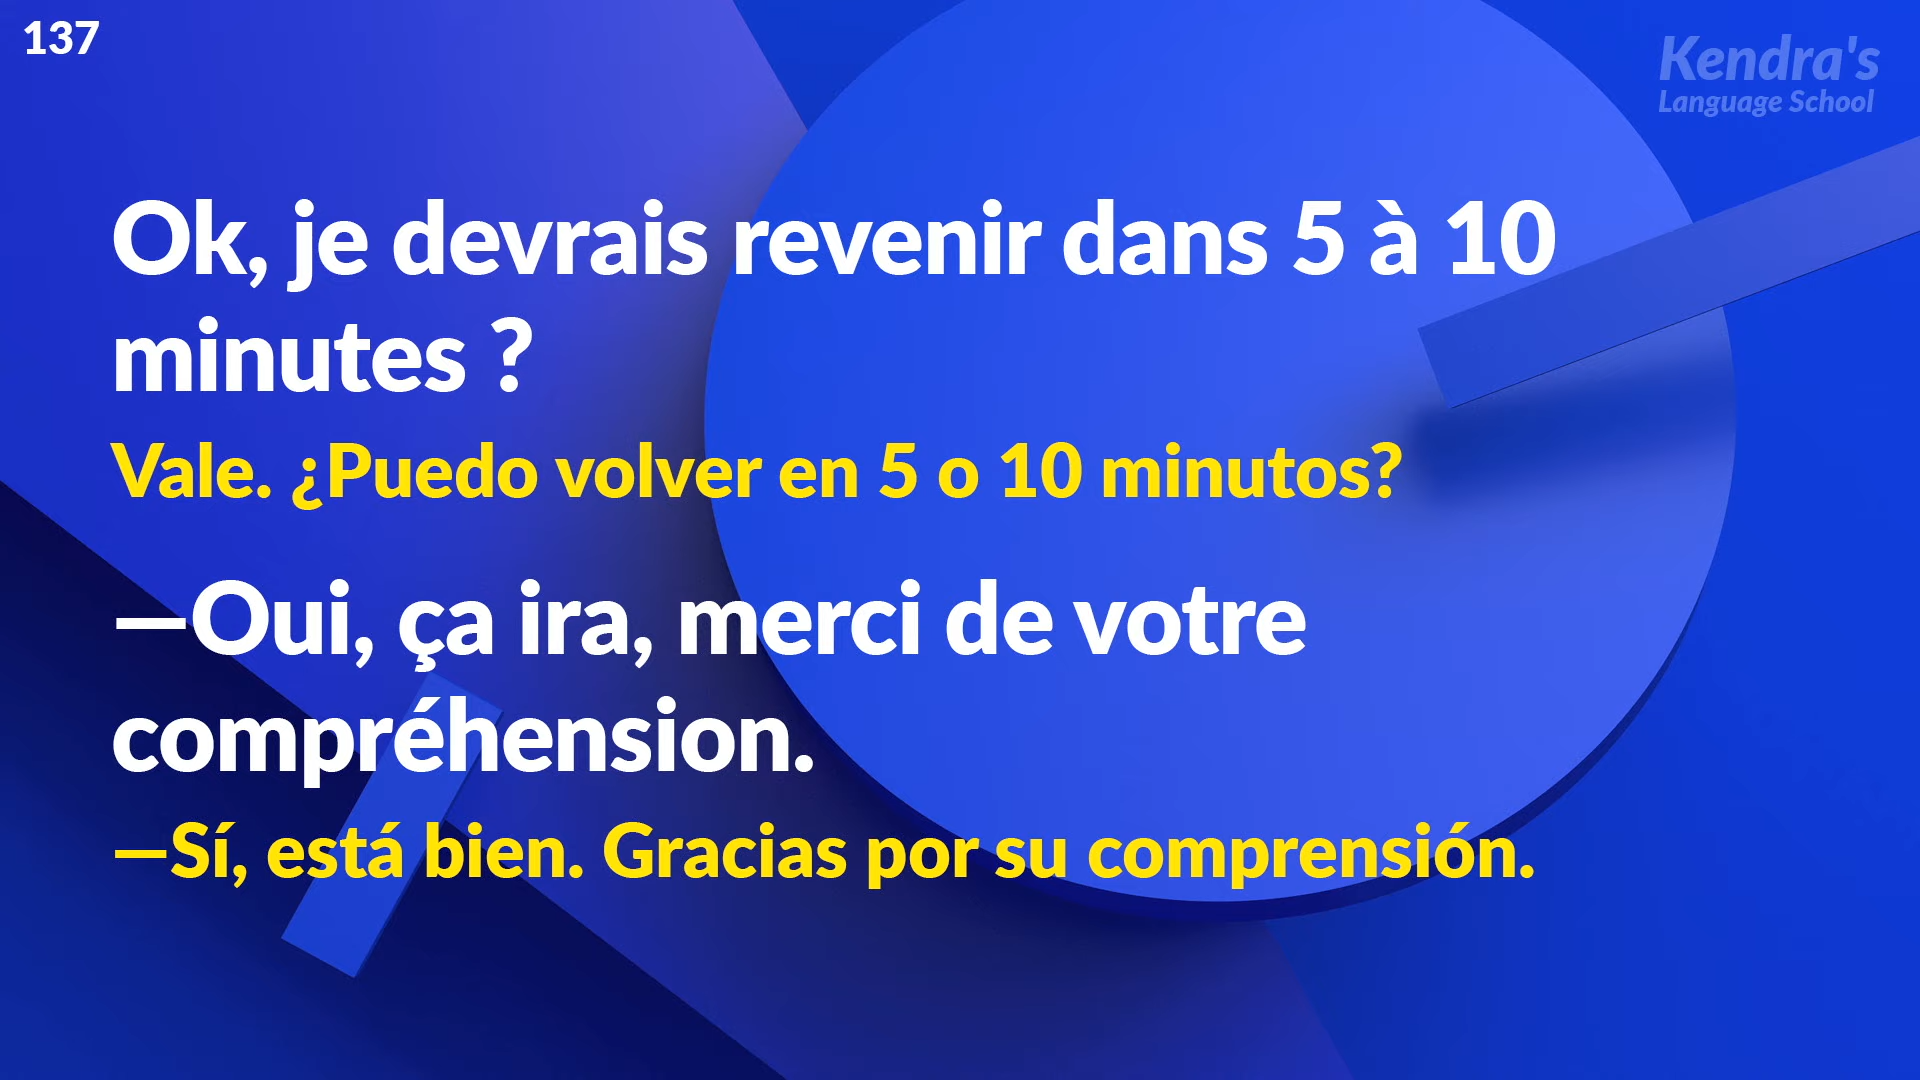 137
Kendra's
Language School
Ok, je devrais revenir dans 5 à 10
minutes ?
Vale. ¿Puedo volver en 5 o 10 minutos?
—Oui, ça ira, merci de votre
compréhension.
—Sí, está bien. Gracias por su comprensión.